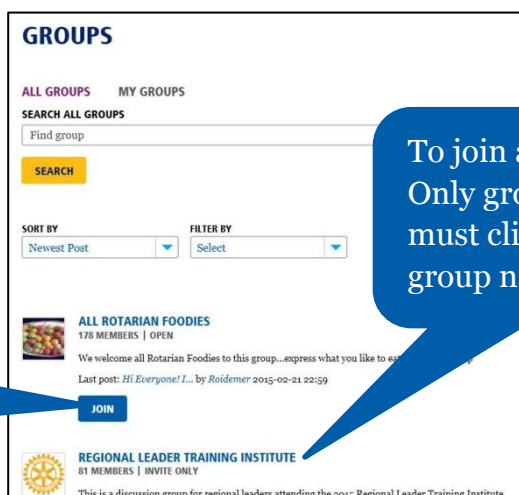 GROUPS
ALL GROUPS MY GROUPS
SEARCH ALL GROUPS
Find group
SEARCH
To join a
Only gro
must cli
group n
SORT BY FILTER BY
Newest Post Select
ALL ROTARIAN FOODIES
178 MEMBERS | OPEN
We welcome all Rotarian Foodies to this group...express what you like to
Last post: Hi Everyone! I... by Roidemer 2015-02-21 22:59
JOIN
REGIONAL LEADER TRAINING INSTITUTE
81 MEMBERS | INVITE ONLY
This is a discussion group for regional leaders attending the 2015 Regional Leader Training Institute